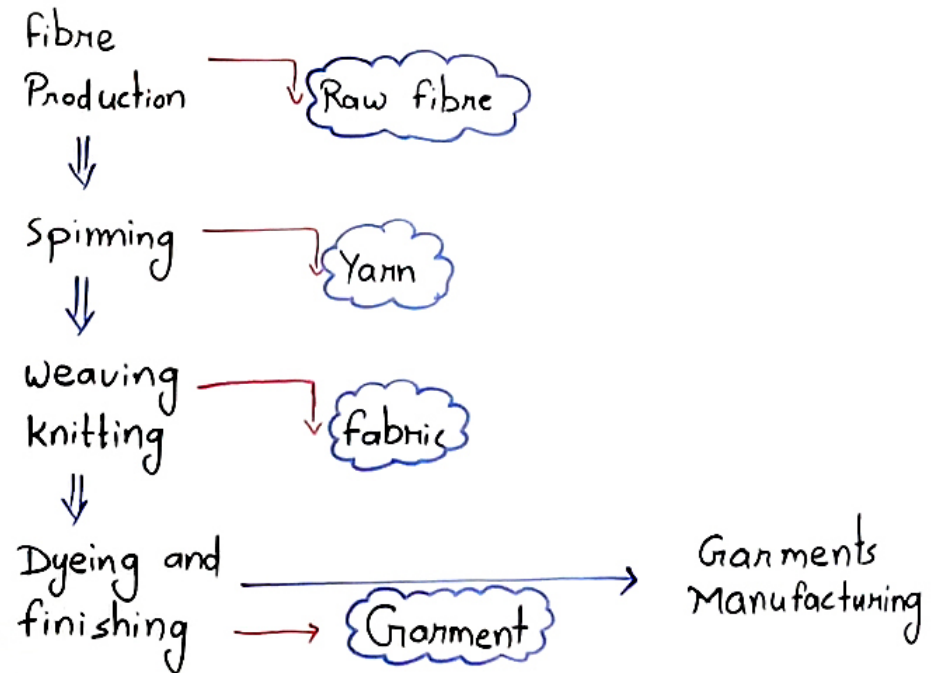 fibre
Production
Raw fibre
Spinning
Yarn
weaving
knitting
fabric
Dyeing and
finishing
Garment
Garments
Manufacturing